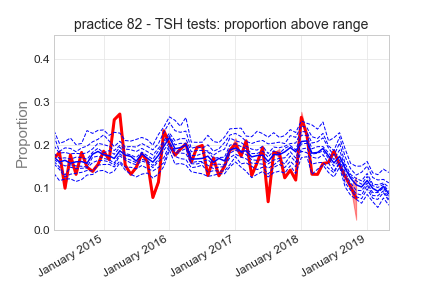 practice 82 - TSH tests: proportion above range
Proportion
0.4
0.3
0.2
0.1
0.0
January 2015
January 2016
January 2017
January 2018
January 2019